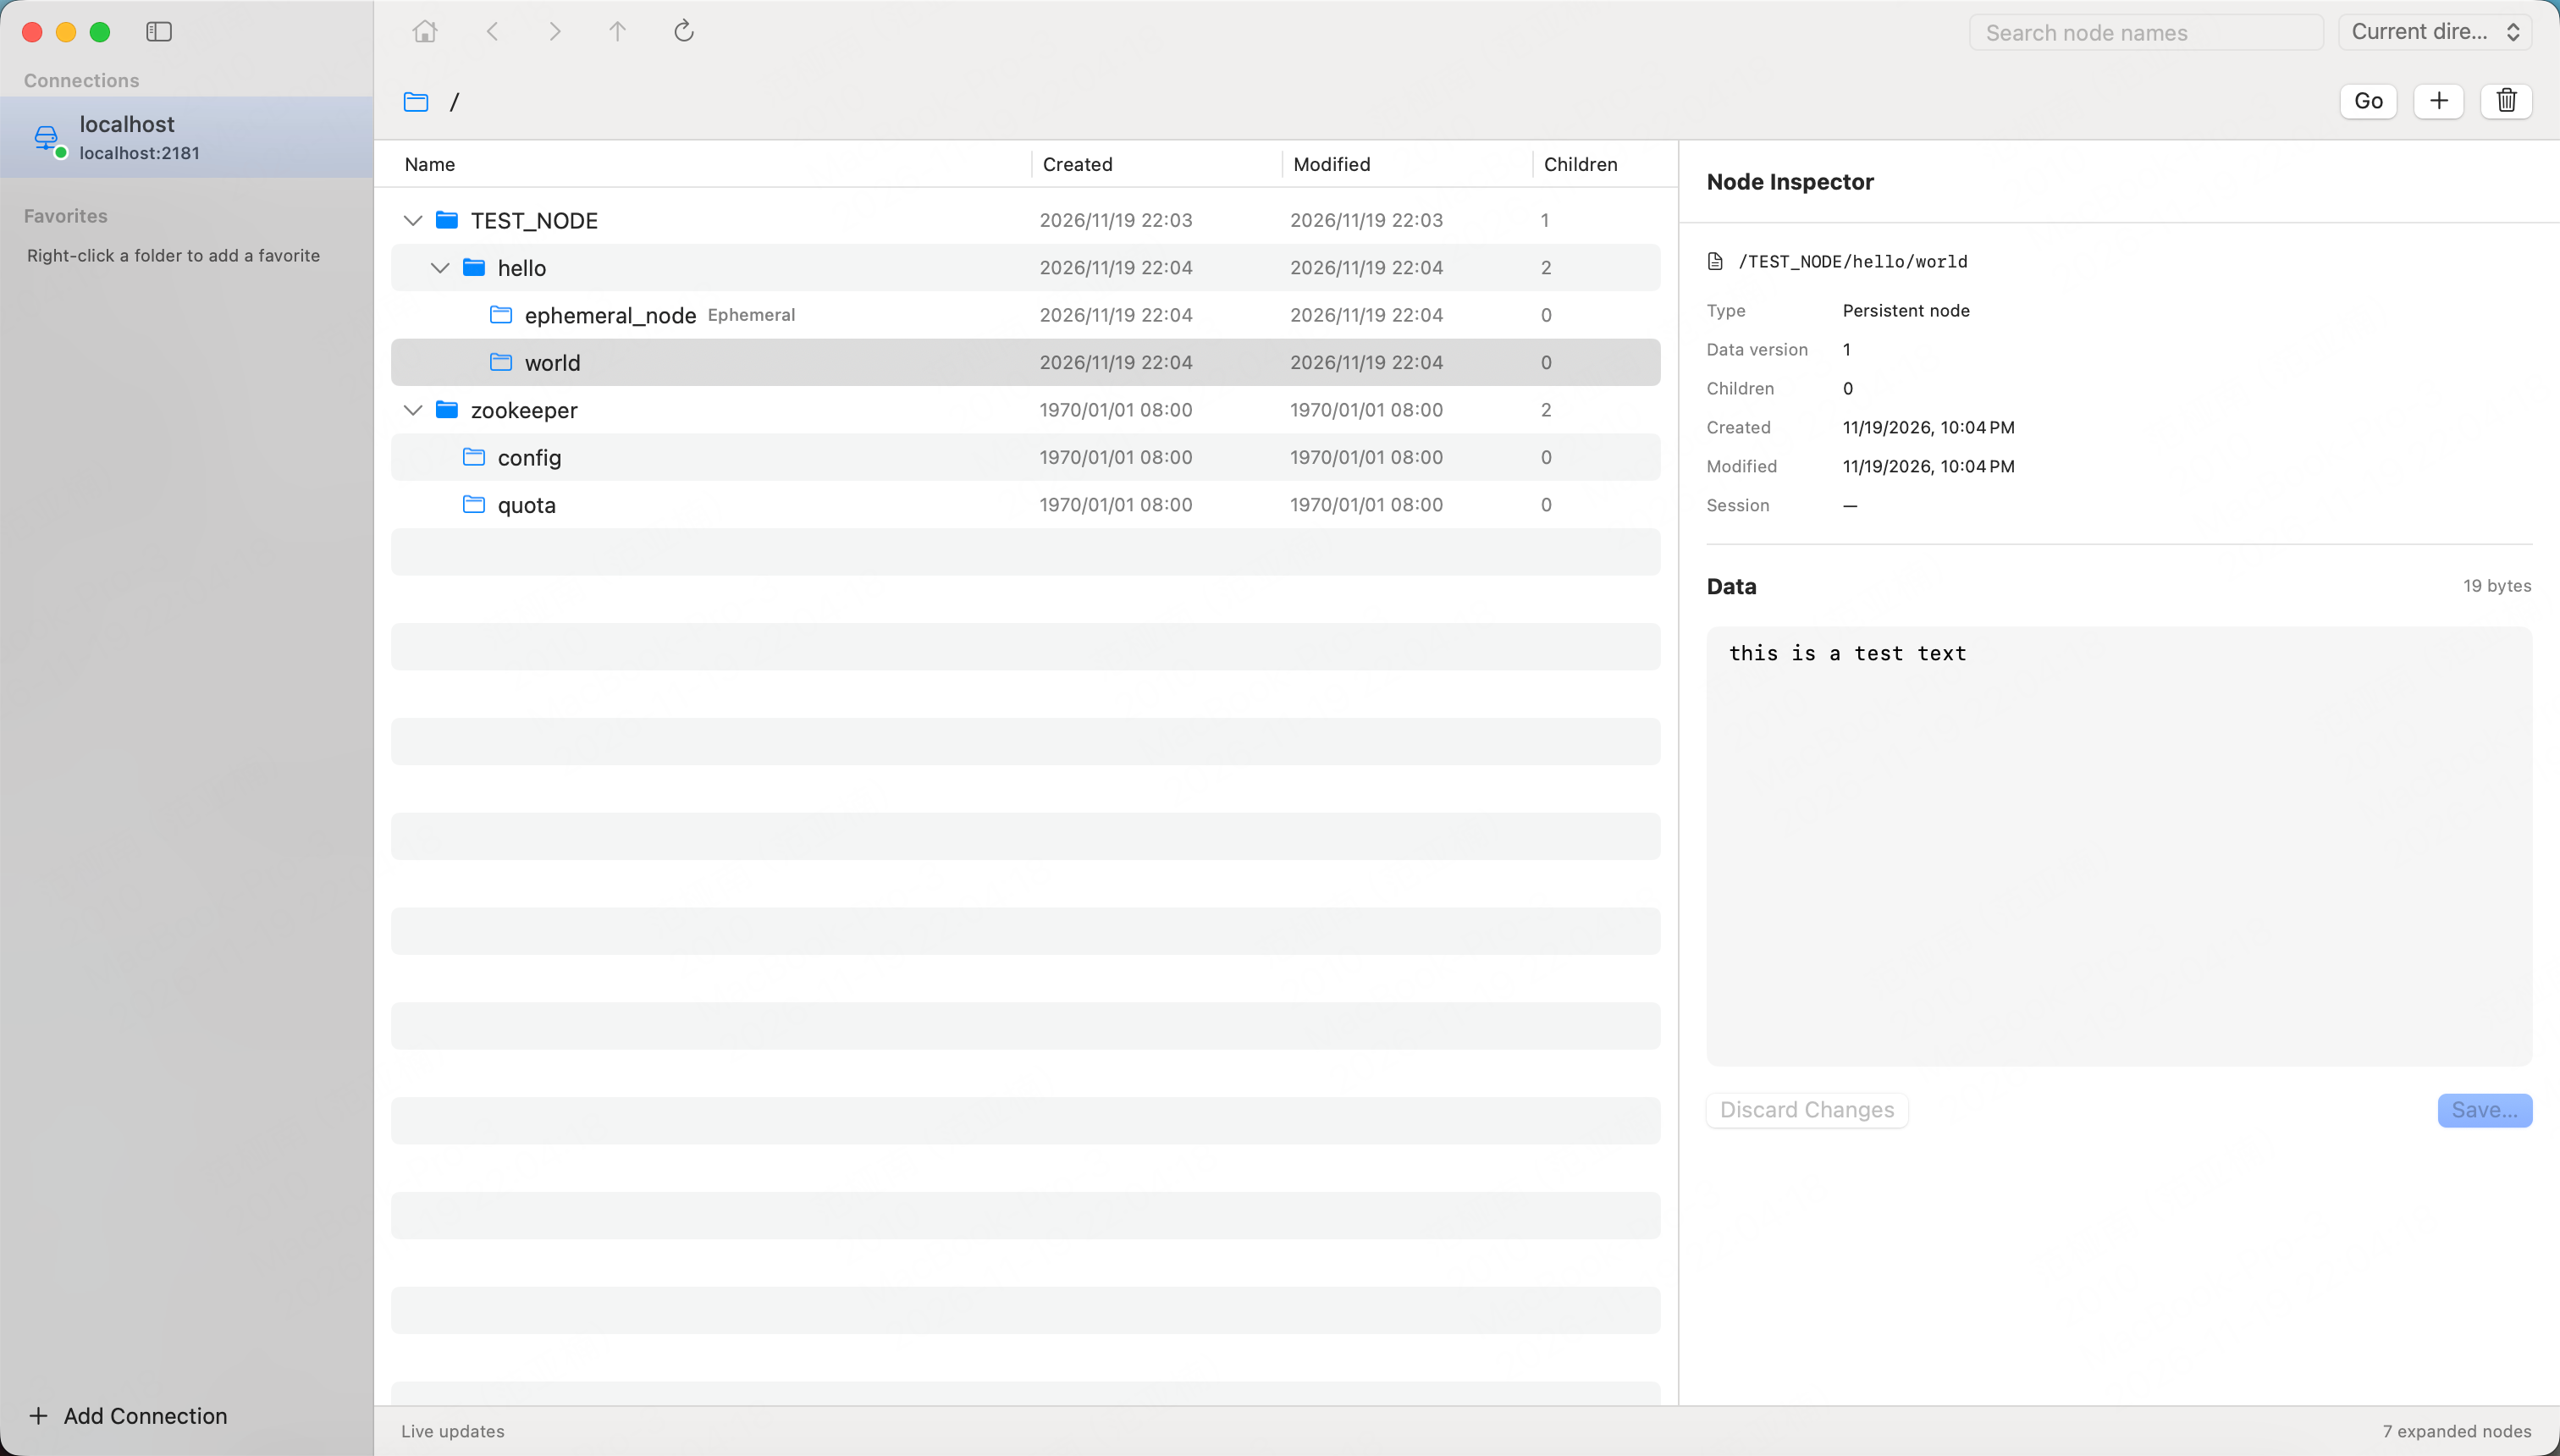 Search node names Current dire...
Connections
localhost
localhost:2181
Favorites
Right-click a folder to add a favorite
Add Connection
/ Go
Name Created Modified Children
TEST_NODE 2026/11/19 22:03 2026/11/19 22:03 1
hello 2026/11/19 22:04 2026/11/19 22:04 2
ephemeral_node Ephemeral 2026/11/19 22:04 2026/11/19 22:04 0
world 2026/11/19 22:04 2026/11/19 22:04 0
zookeeper 1970/01/01 08:00 1970/01/01 08:00 2
config 1970/01/01 08:00 1970/01/01 08:00 0
quota 1970/01/01 08:00 1970/01/01 08:00 0
Node Inspector
/TEST_NODE/hello/world
Type Persistent node
Data version 1
Children 0
Created 11/19/2026, 10:04 PM
Modified 11/19/2026, 10:04 PM
Session —
Data 19 bytes
this is a test text
Discard Changes Save...
Live updates 7 expanded nodes